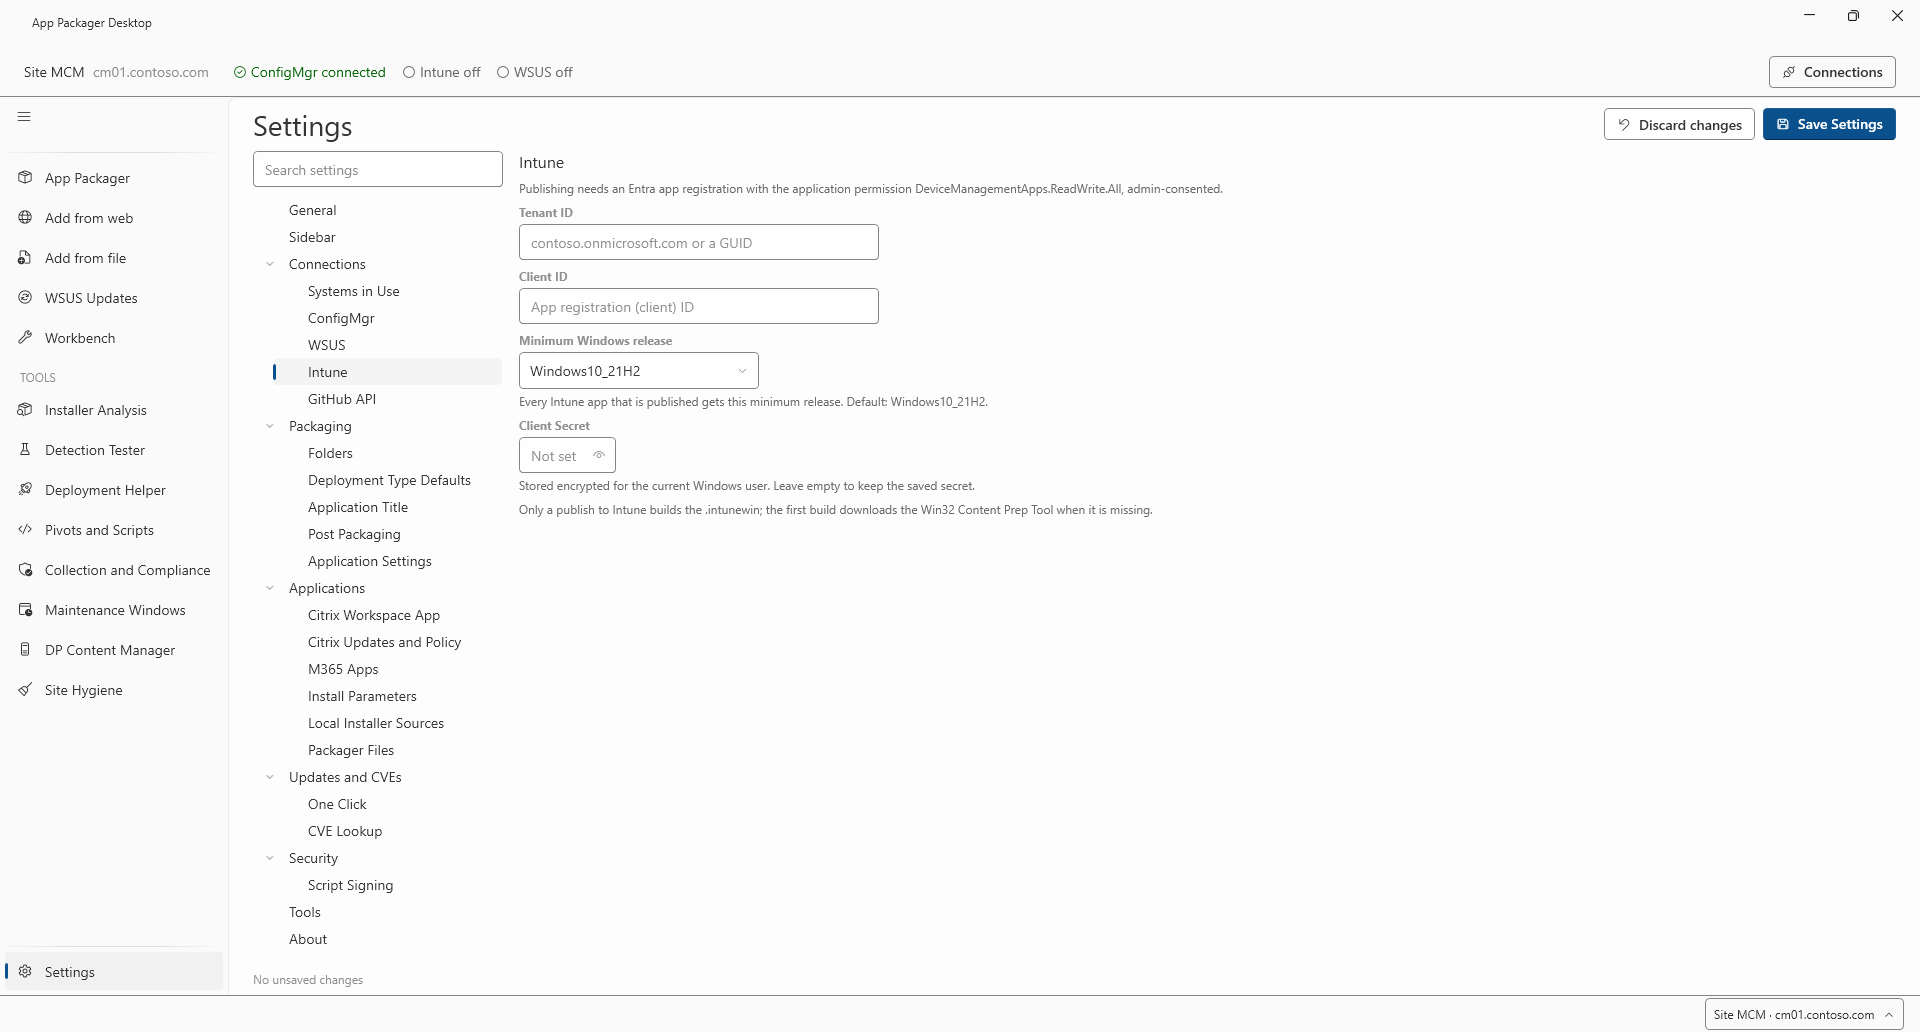 App Packager Desktop
Site MCM cm01.contoso.com ConfigMgr connected Intune off WSUS off Connections
Settings
Discard changes Save Settings
App Packager
Add from web
Add from file
WSUS Updates
Workbench
TOOLS
Installer Analysis
Detection Tester
Deployment Helper
Pivots and Scripts
Collection and Compliance
Maintenance Windows
DP Content Manager
Site Hygiene
Settings
Search settings
General
Sidebar
Connections
Systems in Use
ConfigMgr
WSUS
Intune
GitHub API
Packaging
Folders
Deployment Type Defaults
Application Title
Post Packaging
Application Settings
Applications
Citrix Workspace App
Citrix Updates and Policy
M365 Apps
Install Parameters
Local Installer Sources
Packager Files
Updates and CVEs
One Click
CVE Lookup
Security
Script Signing
Tools
About
No unsaved changes
Intune
Publishing needs an Entra app registration with the application permission DeviceManagementApps.ReadWrite.All, admin-consented.
Tenant ID
contoso.onmicrosoft.com or a GUID
Client ID
App registration (client) ID
Minimum Windows release
Windows10_21H2
Every Intune app that is published gets this minimum release. Default: Windows10_21H2.
Client Secret
Not set
Stored encrypted for the current Windows user. Leave empty to keep the saved secret.
Only a publish to Intune builds the .intunewin; the first build downloads the Win32 Content Prep Tool when it is missing.
Site MCM · cm01.contoso.com